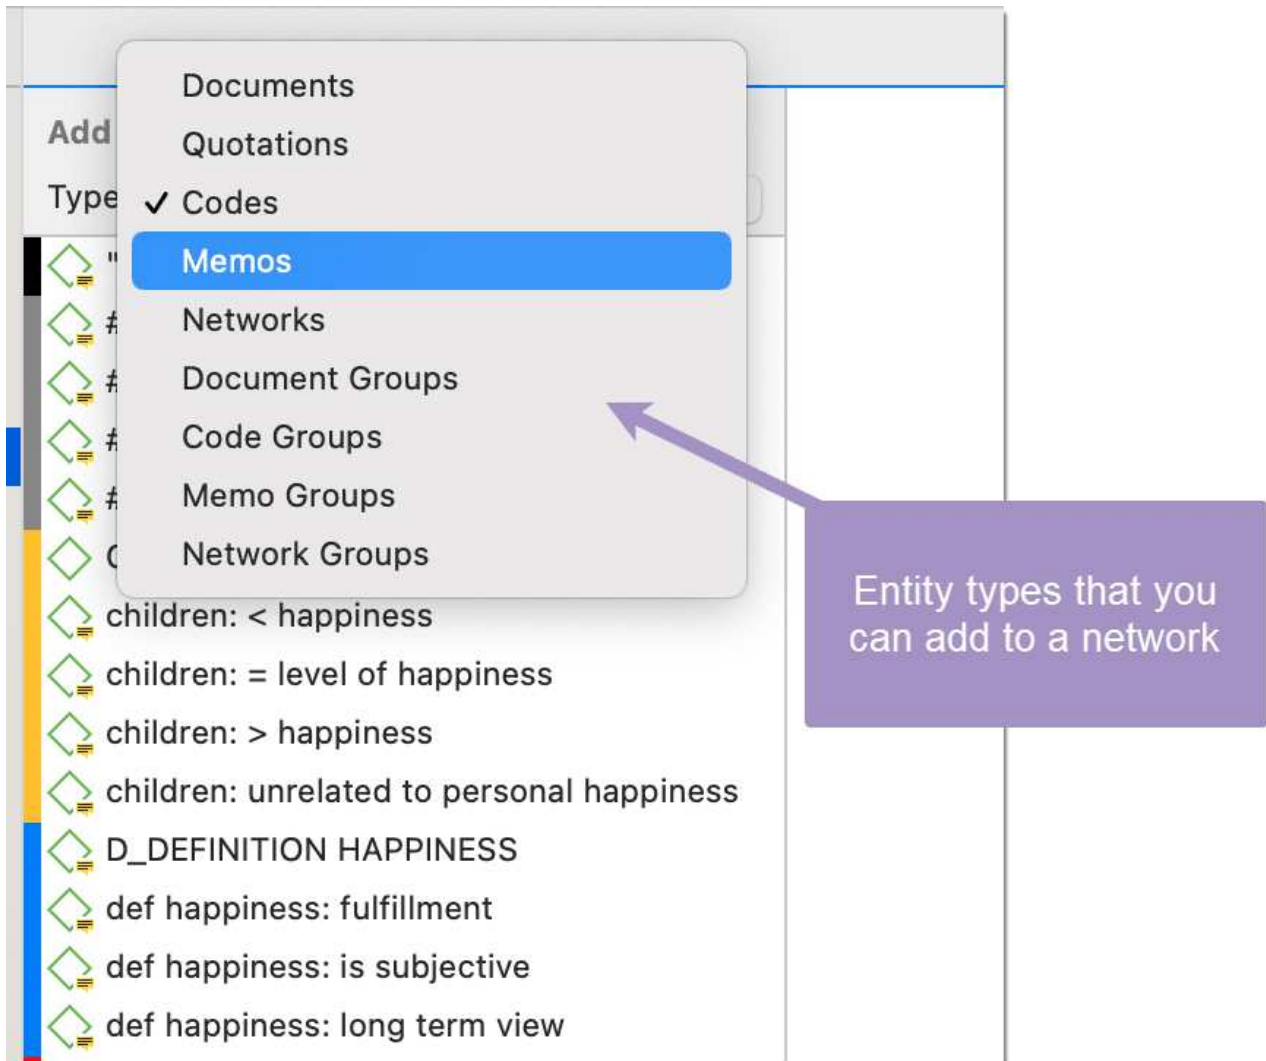 Documents
Add
Quotations
Type
✓ Codes
"
Memos
#
Networks
#
Document Groups
#
Code Groups
#
Memo Groups
Network Groups
children: < happiness
children: = level of happiness
children: > happiness
children: unrelated to personal happiness
D_DEFINITION HAPPINESS
def happiness: fulfillment
def happiness: is subjective
def happiness: long term view
Entity types that you
can add to a network